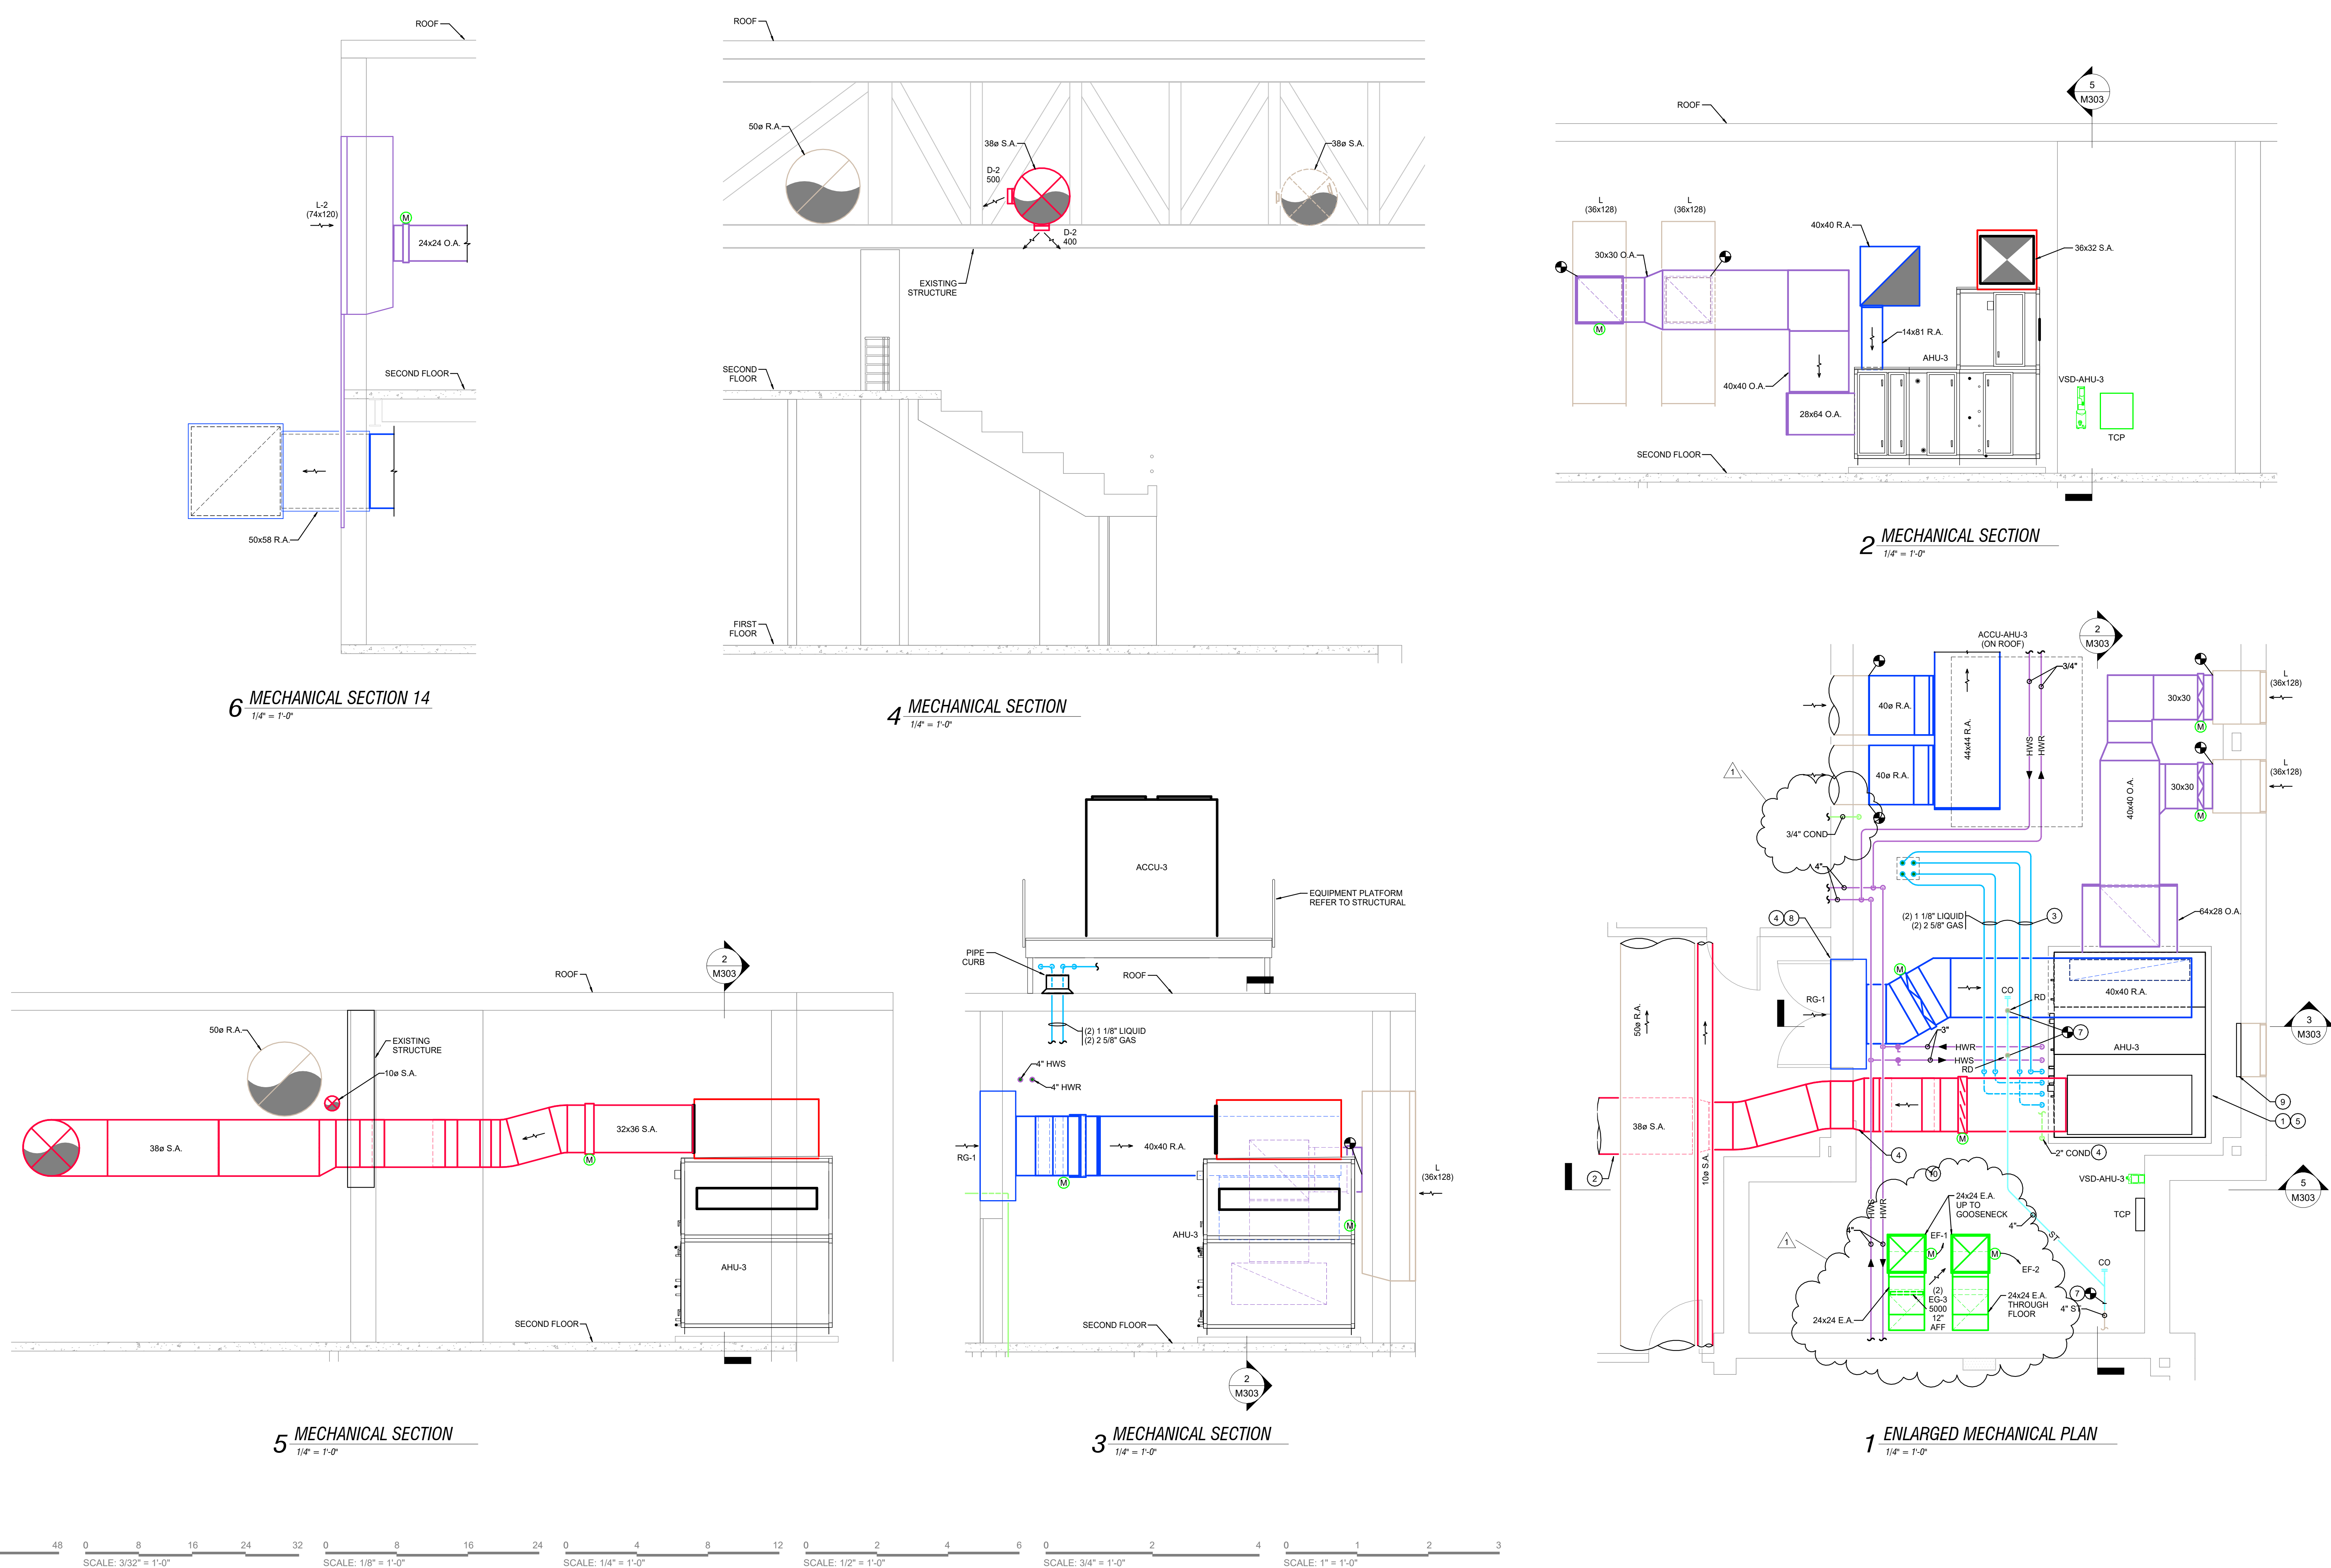 ROOF
L-2
(74x120)
M
24x24 O.A.
SECOND FLOOR
50x58 R.A.
6 MECHANICAL SECTION 14
1/4" = 1'-0"
ROOF
50ø R.A.
38ø S.A.
38ø S.A.
D-2
500
D-2
400
EXISTING
STRUCTURE
SECOND
FLOOR
FIRST
FLOOR
4 MECHANICAL SECTION
1/4" = 1'-0"
5
M303
ROOF
L
(36x128)
L
(36x128)
40x40 R.A.
30x30 O.A.
36x32 S.A.
M
14x81 R.A.
AHU-3
40x40 O.A.
28x64 O.A.
VSD-AHU-3
TCP
SECOND FLOOR
2 MECHANICAL SECTION
1/4" = 1'-0"
2
M303
ROOF
50ø R.A.
EXISTING
STRUCTURE
10ø S.A.
38ø S.A.
32x36 S.A.
M
AHU-3
SECOND FLOOR
5 MECHANICAL SECTION
1/4" = 1'-0"
ACCU-3
EQUIPMENT PLATFORM
REFER TO STRUCTURAL
PIPE
CURB
ROOF
(2) 1 1/8" LIQUID
(2) 2 5/8" GAS
4" HWS
4" HWR
RG-1
40x40 R.A.
M
L
(36x128)
M
AHU-3
SECOND FLOOR
2
M303
3 MECHANICAL SECTION
1/4" = 1'-0"
ACCU-AHU-3
(ON ROOF)
2
M303
3/4"
L
(36x128)
40ø R.A.
44x44 R.A.
HWS
HWR
30x30
M
1
40ø R.A.
L
(36x128)
30x30
40x40 O.A.
M
3/4" COND
4"
4
8
(2) 1 1/8" LIQUID
(2) 2 5/8" GAS
3
64x28 O.A.
M
RG-1
CO
RD
40x40 R.A.
50ø R.A.
3"
7
3
M303
HWR
HWS
RD
AHU-3
9
1
5
38ø S.A.
10ø S.A.
M
4
2" COND
4
2
10
VSD-AHU-3
5
M303
24x24 E.A.
UP TO
GOOSENECK
HWS
HWR
TCP
4"
4"
ST
1
EF-1
M
M
EF-2
CO
(2)
EG-3
5000
12"
AFF
24x24 E.A.
THROUGH
FLOOR
7
4" ST
24x24 E.A.
1 ENLARGED MECHANICAL PLAN
1/4" = 1'-0"
48
0 8 16 24 32
SCALE: 3/32" = 1'-0"
0 8 16 24
SCALE: 1/8" = 1'-0"
0 4 8 12
SCALE: 1/4" = 1'-0"
0 2 4 6
SCALE: 1/2" = 1'-0"
0 2 4
SCALE: 3/4" = 1'-0"
0 1 2 3
SCALE: 1" = 1'-0"